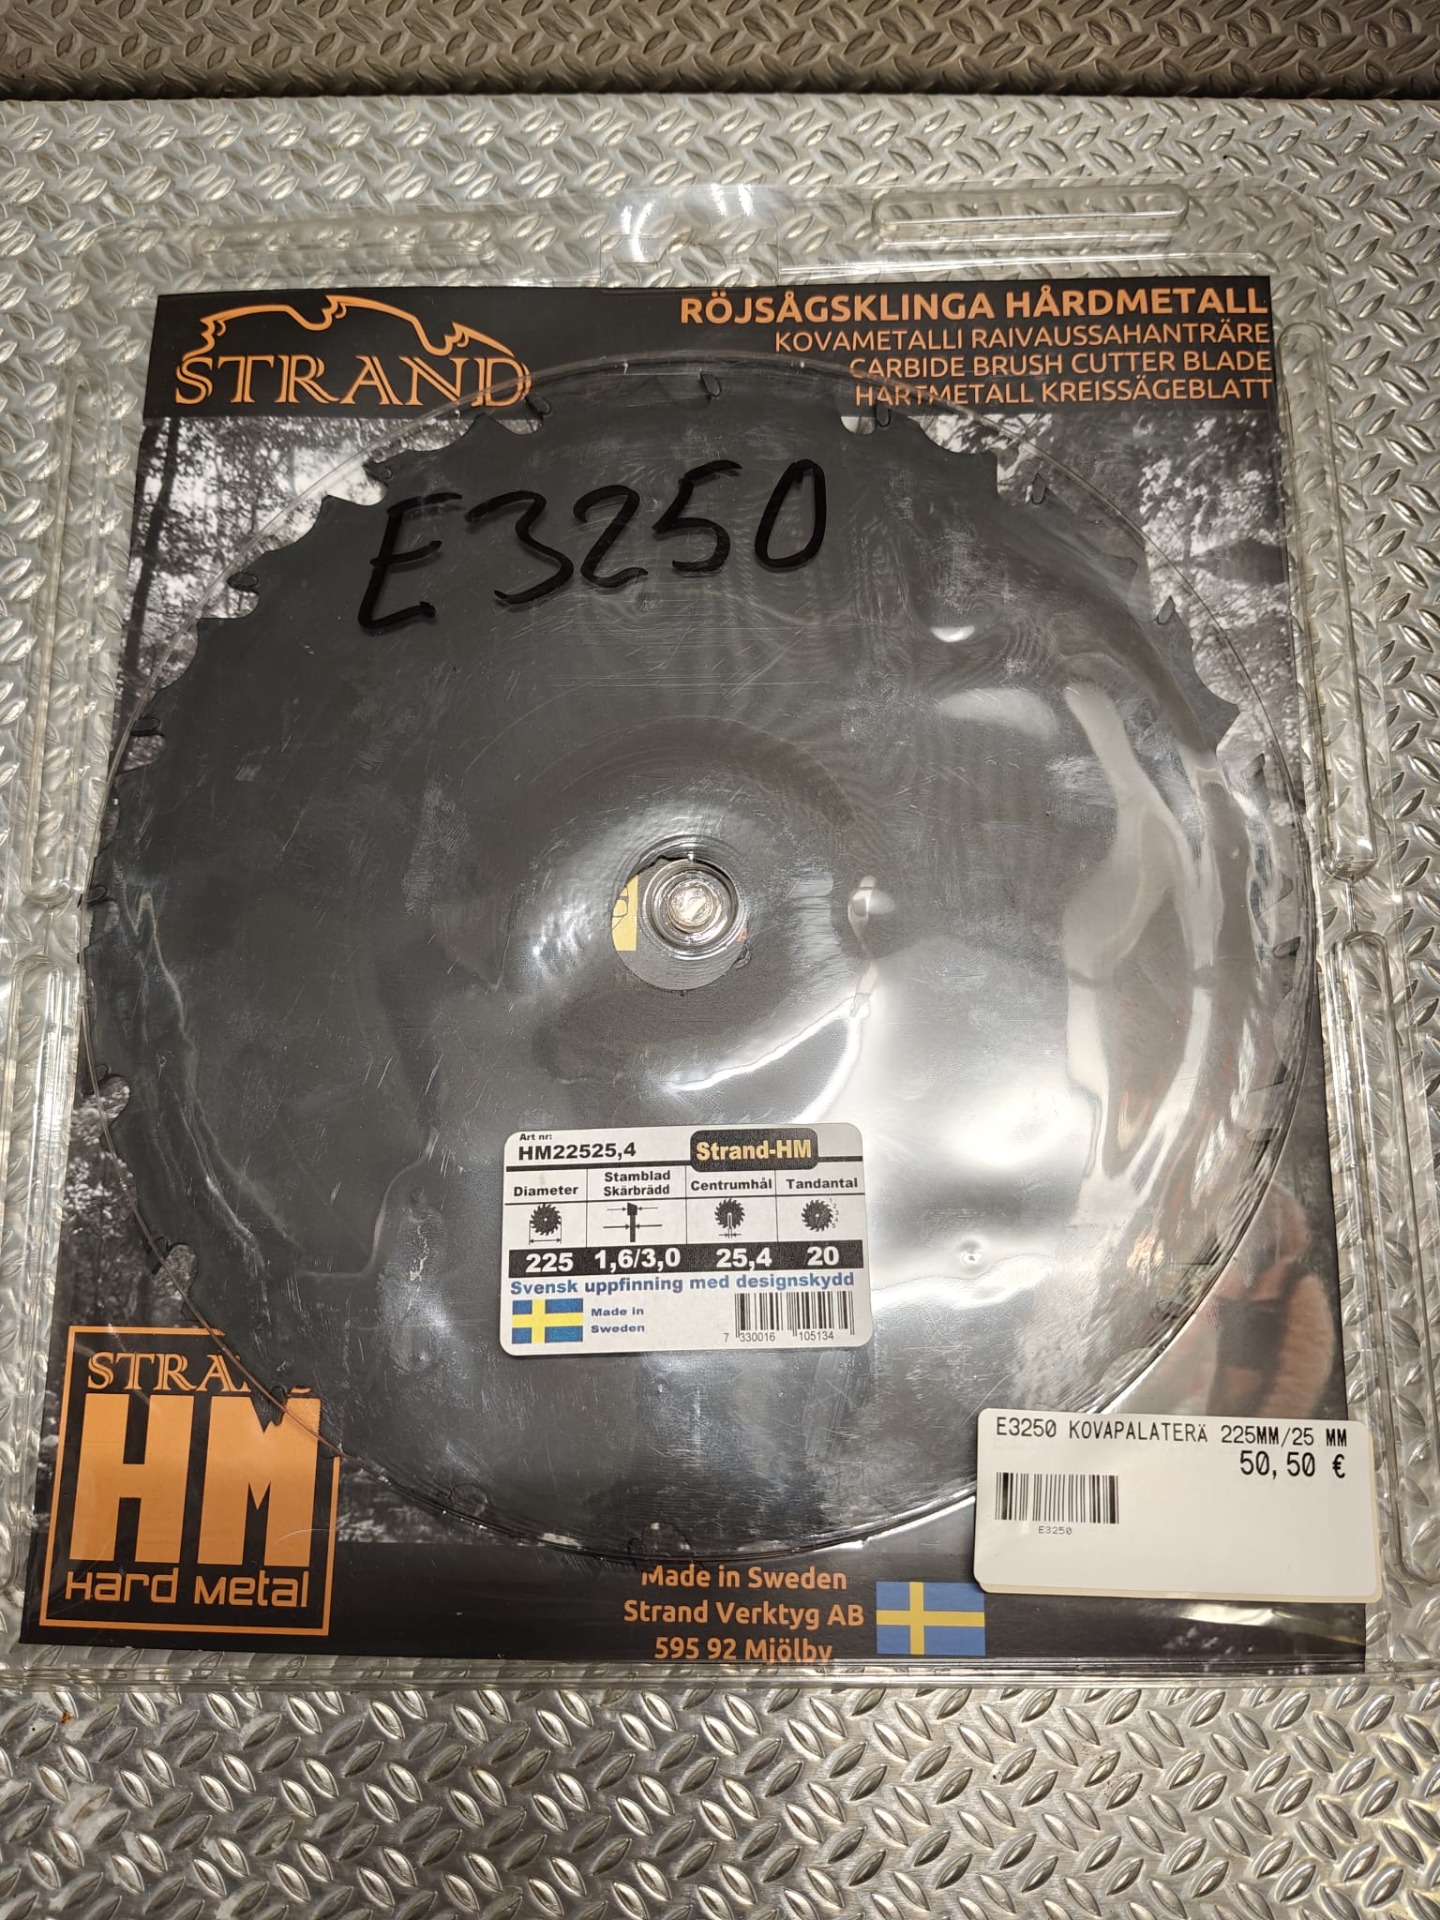 STRAND
RÖJSÅGSKLINGA HÅRDMETALL
KOVAMETALLI RAIVAUSSAHANTRÄRE
CARBIDE BRUSH CUTTER BLADE
HARTMETALL KREISSÄGEBLATT
E3250
Art nr:
HM22525,4
Strand-HM
Diameter
Stamblad
Skärbrädd
Centrumhål
Tandantal
225
1,6/3,0
25,4
20
Svensk uppfinning med designskydd
Made in
Sweden
7 330016 105134
HM
Hard Metal
E3250 KOVAPALATERÄ 225MM/25 MM
50,50 €
E3250
Made in Sweden
Strand Verktyg AB
595 92 Mjölby